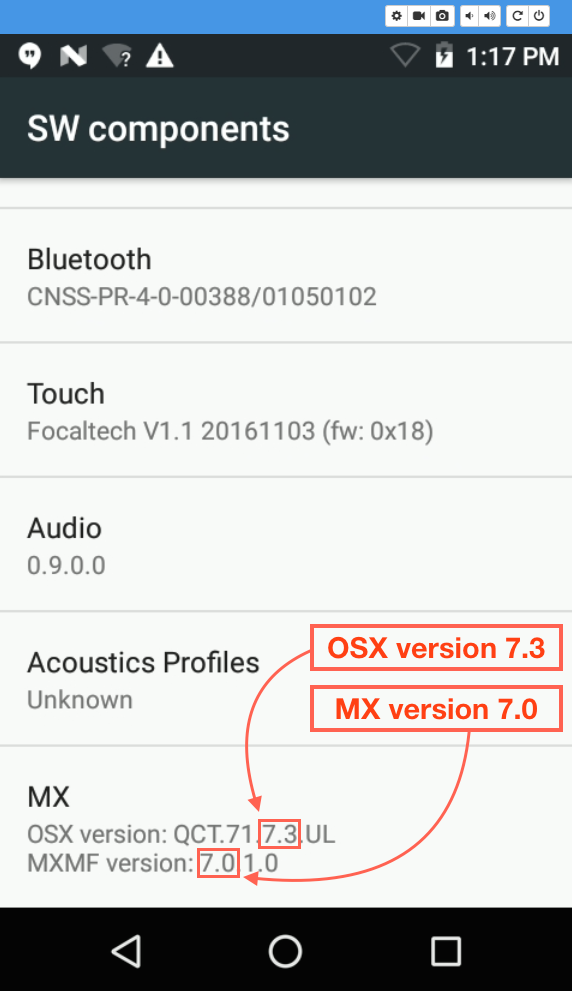 1:17 PM
SW components
Bluetooth
CNSS-PR-4-0-00388/01050102
Touch
Focaltech V1.1 20161103 (fw: 0x18)
Audio
0.9.0.0
Acoustics Profiles
Unknown
OSX version 7.3
MX version 7.0
MX
OSX version: QCT.71.7.3.UL
MXMF version: 7.0.1.0